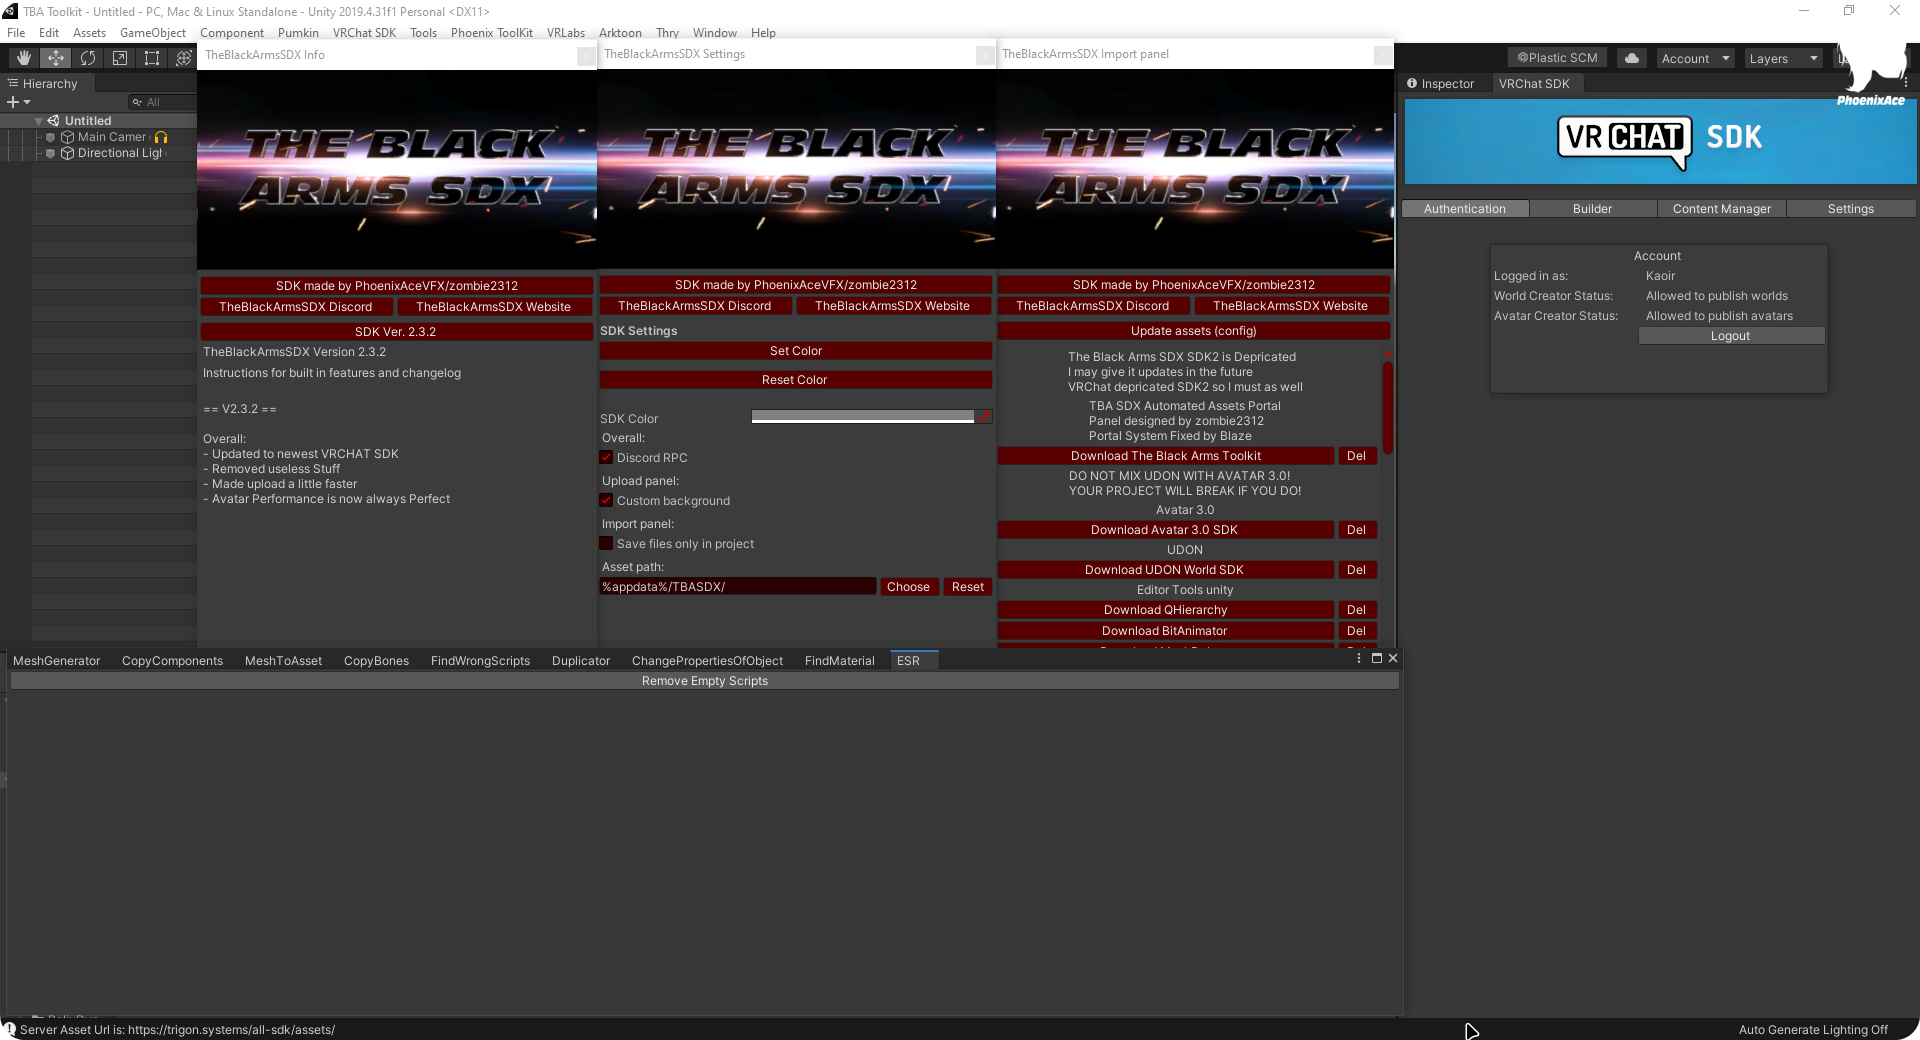 TBA Toolkit - Untitled - PC, Mac & Linux Standalone - Unity 2019.4.31f1 Personal <DX11>
File Edit Assets GameObject Component Pumkin VRChat SDK Tools Phoenix ToolKit VRLabs Arktoon Thry Window Help
Plastic SCM Account Layers
PhoenixAce
Hierarchy
All
Untitled
Main Camer
Directional Ligh
TheBlackArmsSDX Info
THE BLACK
ARMS SDX
SDK made by PhoenixAceVFX/zombie2312
TheBlackArmsSDX Discord TheBlackArmsSDX Website
SDK Ver. 2.3.2
TheBlackArmsSDX Version 2.3.2
Instructions for built in features and changelog
== V2.3.2 ==
Overall:
- Updated to newest VRCHAT SDK
- Removed useless Stuff
- Made upload a little faster
- Avatar Performance is now always Perfect
TheBlackArmsSDX Settings
THE BLACK
ARMS SDX
SDK made by PhoenixAceVFX/zombie2312
TheBlackArmsSDX Discord TheBlackArmsSDX Website
SDK Settings
Set Color
Reset Color
SDK Color
Overall:
Discord RPC
Upload panel:
Custom background
Import panel:
Save files only in project
Asset path:
%appdata%/TBASDX/ Choose Reset
TheBlackArmsSDX Import panel
THE BLACK
ARMS SDX
SDK made by PhoenixAceVFX/zombie2312
TheBlackArmsSDX Discord TheBlackArmsSDX Website
Update assets (config)
The Black Arms SDX SDK2 is Depricated
I may give it updates in the future
VRChat depricated SDK2 so I must as well
TBA SDX Automated Assets Portal
Panel designed by zombie2312
Portal System Fixed by Blaze
Download The Black Arms Toolkit Del
DO NOT MIX UDON WITH AVATAR 3.0!
YOUR PROJECT WILL BREAK IF YOU DO!
Avatar 3.0
Download Avatar 3.0 SDK Del
UDON
Download UDON World SDK Del
Editor Tools unity
Download QHierarchy Del
Download BitAnimator Del
Inspector VRChat SDK
VRCHAT SDK
Authentication Builder Content Manager Settings
Account
Logged in as: Kaoir
World Creator Status: Allowed to publish worlds
Avatar Creator Status: Allowed to publish avatars
Logout
MeshGenerator CopyComponents MeshToAsset CopyBones FindWrongScripts Duplicator ChangePropertiesOfObject FindMaterial ESR
Remove Empty Scripts
Server Asset Url is: https://trigon.systems/all-sdk/assets/
Auto Generate Lighting Off